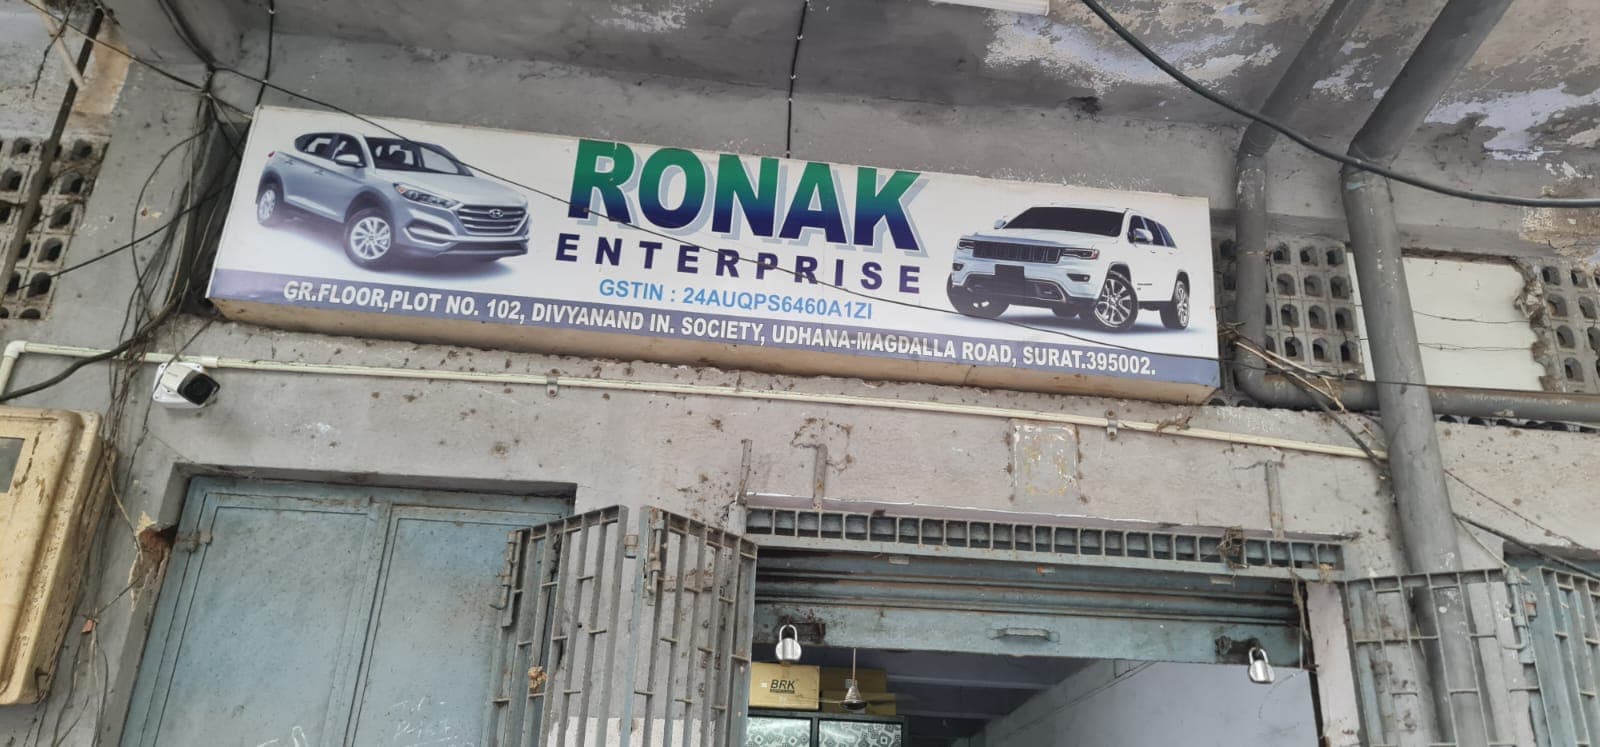 RONAK
ENTERPRISE
GSTIN : 24AUQPS6460A1ZI
GR.FLOOR,PLOT NO. 102, DIVYANAND IN. SOCIETY, UDHANA-MAGDALLA ROAD, SURAT.395002.
BRK